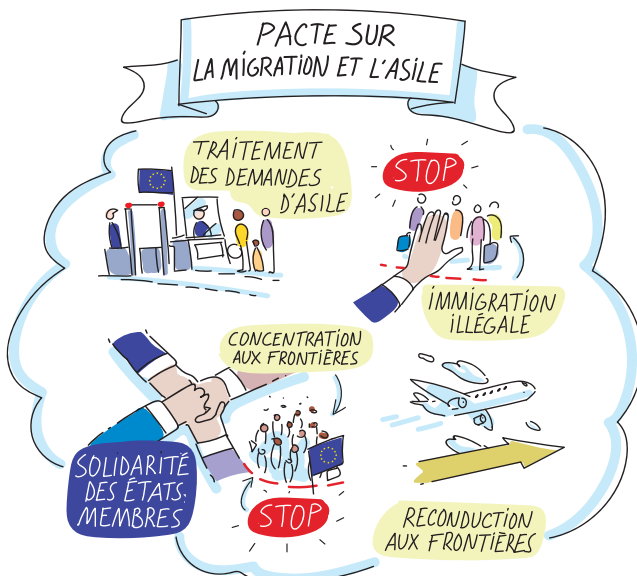 PACTE SUR
LA MIGRATION ET L'ASILE
TRAITEMENT
DES DEMANDES
D'ASILE
STOP
IMMIGRATION
ILLÉGALE
CONCENTRATION
AUX FRONTIÈRES
SOLIDARITÉ
DES ÉTATS.
MEMBRES
STOP
RECONDUCTION
AUX FRONTIÈRES